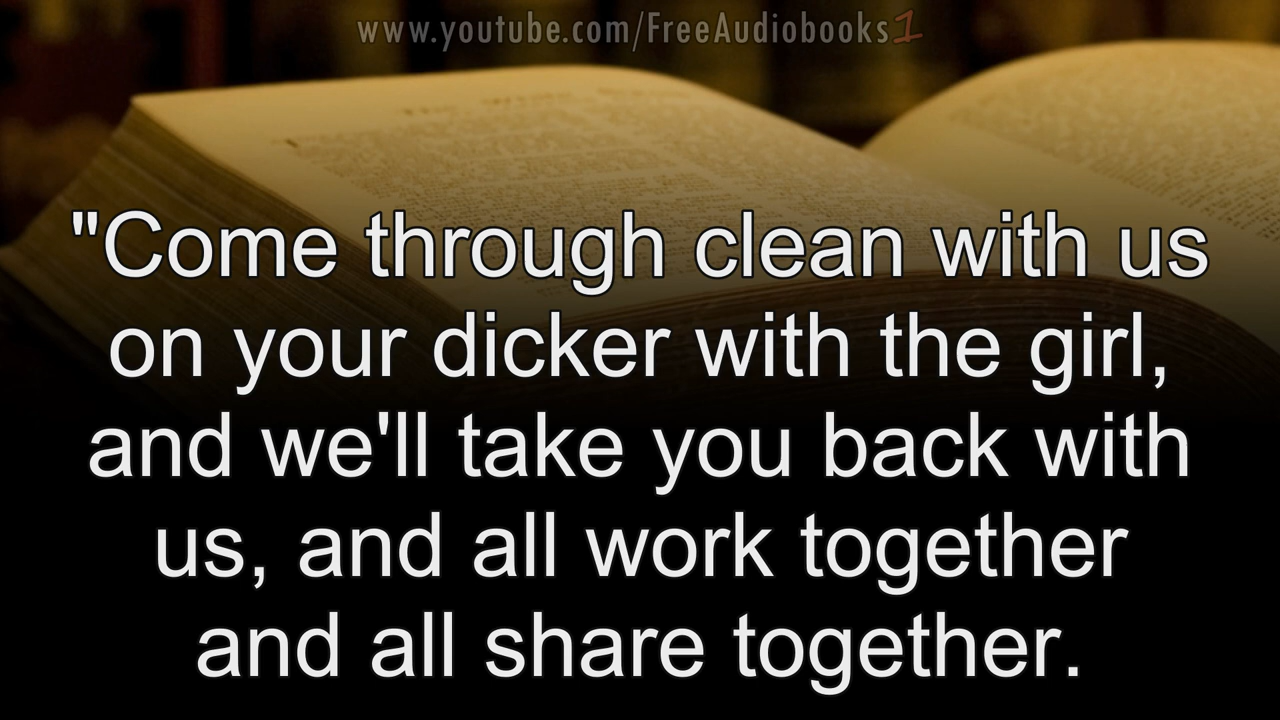 www.youtube.com/FreeAudiobooks1
"Come through clean with us
on your dicker with the girl,
and we'll take you back with
us, and all work together
and all share together.